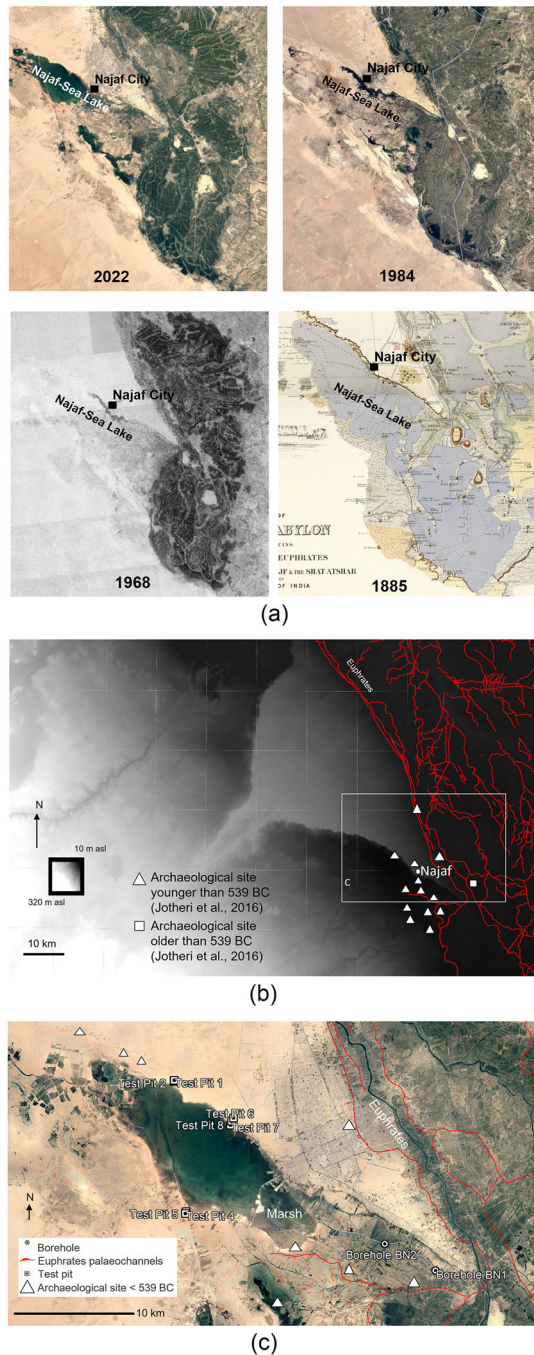 Najaf City
Najaf-Sea Lake
2022
Najaf City
Najaf-Sea Lake
1984
Najaf City
Najaf-Sea Lake
1968
Najaf City
Najaf-Sea Lake
ABYLON
EUPHRATES
JF & THE SHAT ATSHAR
OF
OF INDIA
1885
(a)
Euphrates
N
10 m asl
320 m asl
10 km
Archaeological site
younger than 539 BC
(Jotheri et al., 2016)
Archaeological site
older than 539 BC
(Jotheri et al., 2016)
Najaf
C
(b)
Test Pit 2
Test Pit 1
Test Pit 6
Test Pit 8
Test Pit 7
Euphrates
Test Pit 5
Test Pit 4
Marsh
N
Borehole BN2
Borehole BN1
Borehole
Euphrates palaeochannels
Test pit
Archaeological site < 539 BC
10 km
(c)